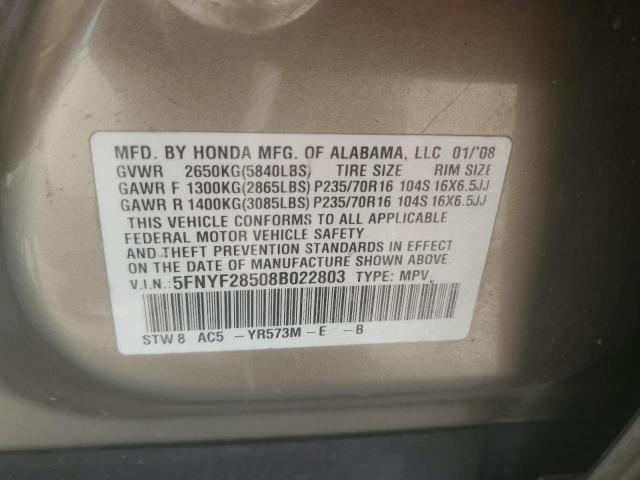 MFD. BY HONDA MFG. OF ALABAMA, LLC 01/'08
GVWR 2650KG(5840LBS) TIRE SIZE RIM SIZE
GAWR F 1300KG(2865LBS) P235/70R16 104S 16X6.5JJ
GAWR R 1400KG(3085LBS) P235/70R16 104S 16X6.5JJ
THIS VEHICLE CONFORMS TO ALL APPLICABLE
FEDERAL MOTOR VEHICLE SAFETY
AND THEFT PREVENTION STANDARDS IN EFFECT
ON THE DATE OF MANUFACTURE SHOWN ABOVE.
V.I.N.: 5FNYF28508B022803 TYPE: MPV
STW 8 AC5 -YR573M-E -B